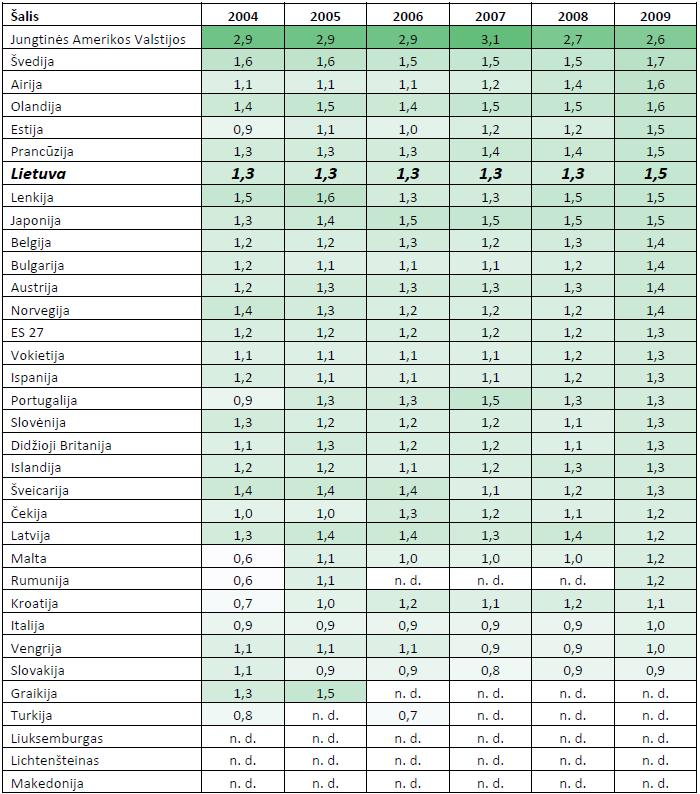 Šalis 2004 2005 2006 2007 2008 2009
Jungtinės Amerikos Valstijos 2,9 2,9 2,9 3,1 2,7 2,6
Švedija 1,6 1,6 1,5 1,5 1,5 1,7
Airija 1,1 1,1 1,1 1,2 1,4 1,6
Olandija 1,4 1,5 1,4 1,5 1,5 1,6
Estija 0,9 1,1 1,0 1,2 1,2 1,5
Prancūzija 1,3 1,3 1,3 1,4 1,4 1,5
Lietuva 1,3 1,3 1,3 1,3 1,3 1,5
Lenkija 1,5 1,6 1,3 1,3 1,5 1,5
Japonija 1,3 1,4 1,5 1,5 1,5 1,5
Belgija 1,2 1,2 1,3 1,2 1,3 1,4
Bulgarija 1,2 1,1 1,1 1,1 1,2 1,4
Austrija 1,2 1,3 1,3 1,3 1,3 1,4
Norvegija 1,4 1,3 1,2 1,2 1,2 1,4
ES 27 1,2 1,2 1,2 1,2 1,2 1,3
Vokietija 1,1 1,1 1,1 1,1 1,2 1,3
Ispanija 1,2 1,1 1,1 1,1 1,2 1,3
Portugalija 0,9 1,3 1,3 1,5 1,3 1,3
Slovėnija 1,3 1,2 1,2 1,2 1,1 1,3
Didžioji Britanija 1,1 1,3 1,2 1,2 1,1 1,3
Islandija 1,2 1,2 1,1 1,2 1,3 1,3
Šveicarija 1,4 1,4 1,4 1,1 1,2 1,3
Čekija 1,0 1,0 1,3 1,2 1,1 1,2
Latvija 1,3 1,4 1,4 1,3 1,4 1,2
Malta 0,6 1,1 1,0 1,0 1,0 1,2
Rumunija 0,6 1,1 n. d. n. d. n. d. 1,2
Kroatija 0,7 1,0 1,2 1,1 1,2 1,1
Italija 0,9 0,9 0,9 0,9 0,9 1,0
Vengrija 1,1 1,1 1,1 0,9 0,9 1,0
Slovakija 1,1 0,9 0,9 0,8 0,9 0,9
Graikija 1,3 1,5 n. d. n. d. n. d. n. d.
Turkija 0,8 n. d. 0,7 n. d. n. d. n. d.
Liuksemburgas n. d. n. d. n. d. n. d. n. d. n. d.
Lichtenšteinas n. d. n. d. n. d. n. d. n. d. n. d.
Makedonija n. d. n. d. n. d. n. d. n. d. n. d.